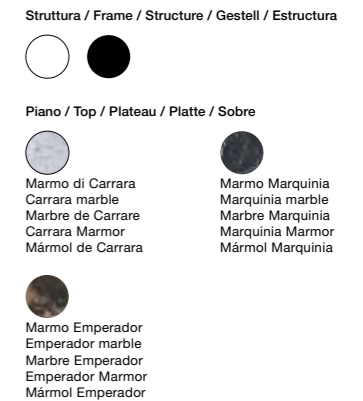 Struttura / Frame / Structure / Gestell / Estructura
Piano / Top / Plateau / Platte / Sobre
Marmo di Carrara
Carrara marble
Marbre de Carrare
Carrara Marmor
Mármol de Carrara
Marmo Marquinia
Marquinia marble
Marbre Marquinia
Marquinia Marmor
Mármol Marquinia
Marmo Emperador
Emperador marble
Marbre Emperador
Emperador Marmor
Mármol Emperador